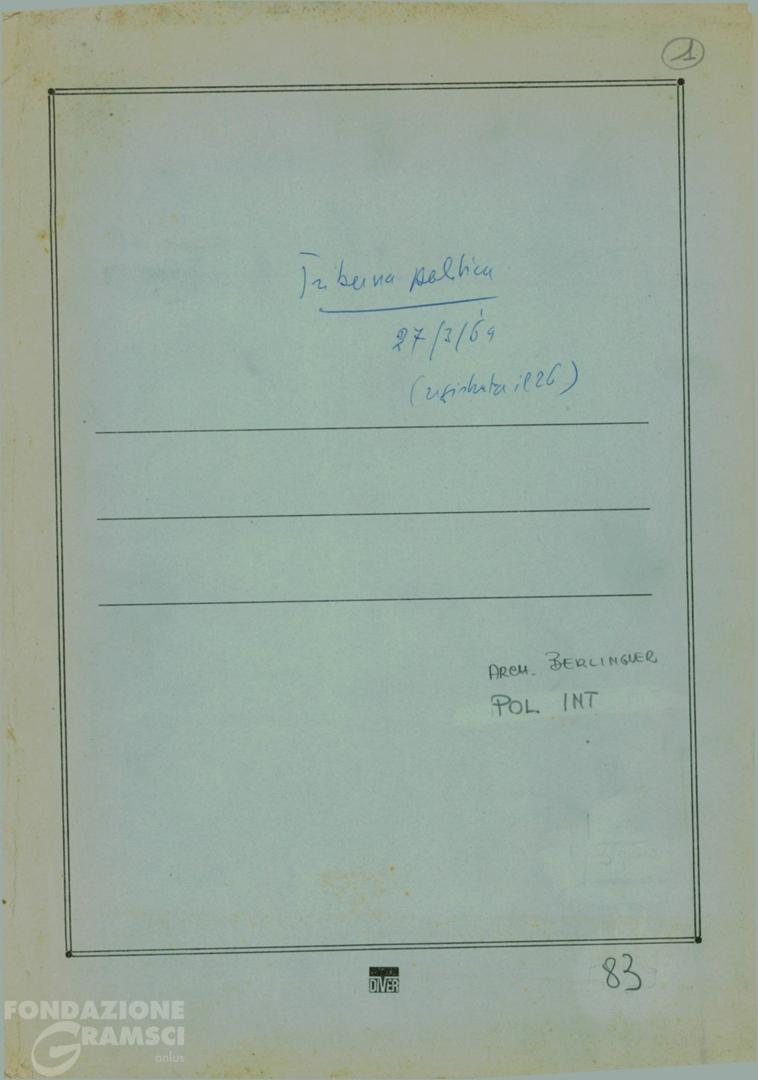 1
Tribuna politica
27/3/69
(registrata il 26)
ARCH. BERLINGUER
POL INT
83
DIVER
FONDAZIONE
GRAMSCI
onlus